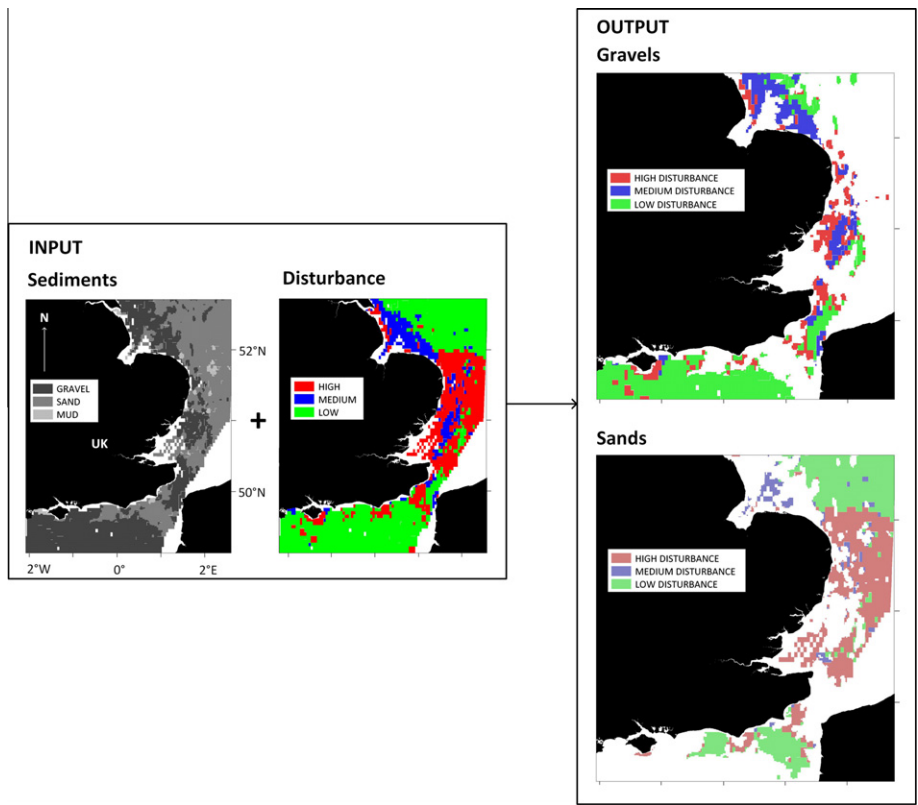 OUTPUT
Gravels
HIGH DISTURBANCE
MEDIUM DISTURBANCE
LOW DISTURBANCE
INPUT
Sediments
Disturbance
N
52°N
GRAVEL
SAND
MUD
HIGH
MEDIUM
LOW
+
UK
50°N
2°W
0°
2°E
Sands
HIGH DISTURBANCE
MEDIUM DISTURBANCE
LOW DISTURBANCE